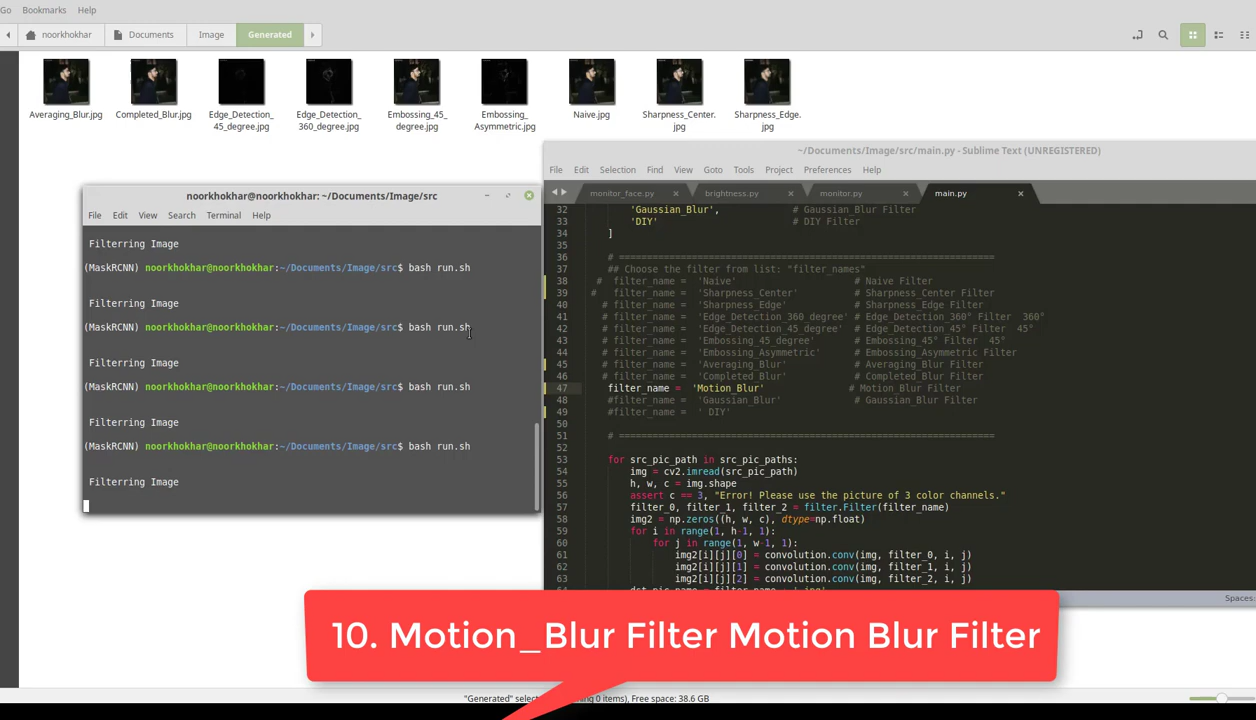 Go Bookmarks Help
noorkhokhar Documents Image Generated
Averaging_Blur.jpg
Completed_Blur.jpg
Edge_Detection_
45_degree.jpg
Edge_Detection_
360_degree.jpg
Embossing_45_
degree.jpg
Embossing_
Asymmetric.jpg
Naive.jpg
Sharpness_Center.
jpg
Sharpness_Edge.
jpg
noorkhokhar@noorkhokhar: ~/Documents/Image/src
File Edit View Search Terminal Help
Filterring Image
(MaskRCNN) noorkhokhar@noorkhokhar:~/Documents/Image/src$ bash run.sh
Filterring Image
(MaskRCNN) noorkhokhar@noorkhokhar:~/Documents/Image/src$ bash run.sh
Filterring Image
(MaskRCNN) noorkhokhar@noorkhokhar:~/Documents/Image/src$ bash run.sh
Filterring Image
(MaskRCNN) noorkhokhar@noorkhokhar:~/Documents/Image/src$ bash run.sh
Filterring Image
~/Documents/Image/src/main.py - Sublime Text (UNREGISTERED)
File Edit Selection Find View Goto Tools Project Preferences Help
monitor_face.py brightness.py monitor.py main.py
32 'Gaussian_Blur', # Gaussian_Blur Filter
33 'DIY' # DIY Filter
34 ]
35
36 # ====================================================================
37 ## Choose the filter from list: "filter_names"
38 # filter_name = 'Naive' # Naive Filter
39 # filter_name = 'Sharpness_Center' # Sharpness_Center Filter
40 # filter_name = 'Sharpness_Edge' # Sharpness_Edge Filter
41 # filter_name = 'Edge_Detection_360_degree' # Edge_Detection_360° Filter 360°
42 # filter_name = 'Edge_Detection_45_degree' # Edge_Detection_45° Filter 45°
43 # filter_name = 'Embossing_45_degree' # Embossing_45° Filter 45°
44 # filter_name = 'Embossing_Asymmetric' # Embossing_Asymmetric Filter
45 # filter_name = 'Averaging_Blur' # Averaging_Blur Filter
46 # filter_name = 'Completed_Blur' # Completed_Blur Filter
47 filter_name = 'Motion_Blur' # Motion_Blur Filter
48 #filter_name = 'Gaussian_Blur' # Gaussian_Blur Filter
49 #filter_name = ' DIY'
50
51 # ====================================================================
52
53 for src_pic_path in src_pic_paths:
54 img = cv2.imread(src_pic_path)
55 h, w, c = img.shape
56 assert c == 3, "Error! Please use the picture of 3 color channels."
57 filter_0, filter_1, filter_2 = filter.Filter(filter_name)
58 img2 = np.zeros((h, w, c), dtype=np.float)
59 for i in range(1, h-1, 1):
60 for j in range(1, w-1, 1):
61 img2[i][j][0] = convolution.conv(img, filter_0, i, j)
62 img2[i][j][1] = convolution.conv(img, filter_1, i, j)
63 img2[i][j][2] = convolution.conv(img, filter_2, i, j)
Spaces:
10. Motion_Blur Filter Motion Blur Filter
"Generated" 0 items), Free space: 38.6 GB